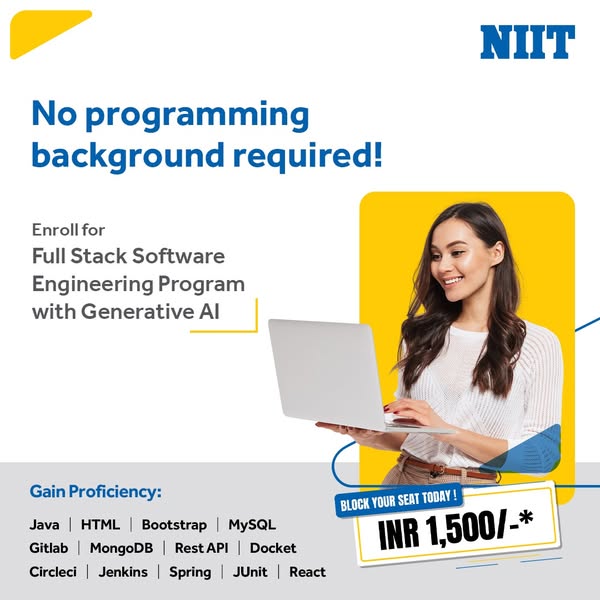 NIIT
No programming
background required!
Enroll for
Full Stack Software
Engineering Program
with Generative AI
Gain Proficiency:
Java | HTML | Bootstrap | MySQL
Gitlab | MongoDB | Rest API | Docket
Circleci | Jenkins | Spring | JUnit | React
BLOCK YOUR SEAT TODAY !
INR 1,500/-*